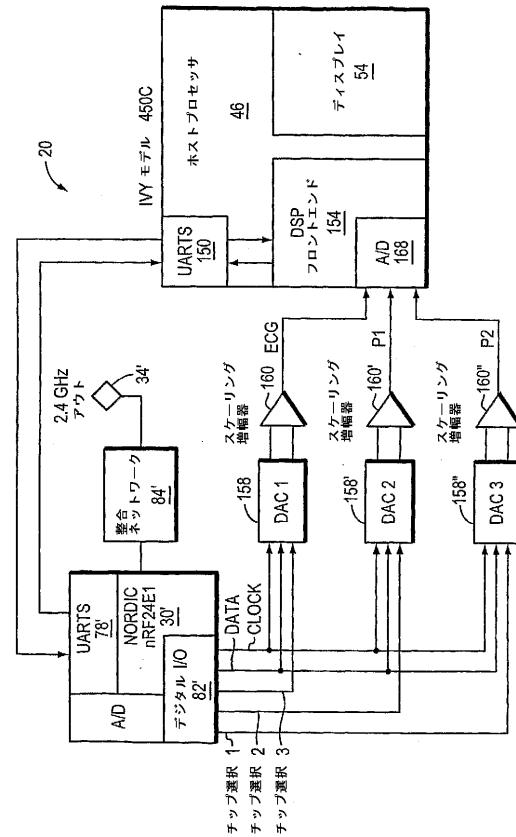 20
IVY モデル 450C
ホストプロセッサ
46
ディスプレイ
54
UARTS
150
DSP
フロントエンド
154
A/D
168
2.4 GHz
アウト
34'
整合
ネットワーク
84'
UARTS
78'
NORDIC
nRF24E1
30'
A/D
デジタル I/O
82'
DATA
CLOCK
チップ選択 1
チップ選択 2
チップ選択 3
158
DAC 1
スケーリング
増幅器
160
ECG
158'
DAC 2
スケーリング
増幅器
160'
P1
158"
DAC 3
スケーリング
増幅器
160"
P2